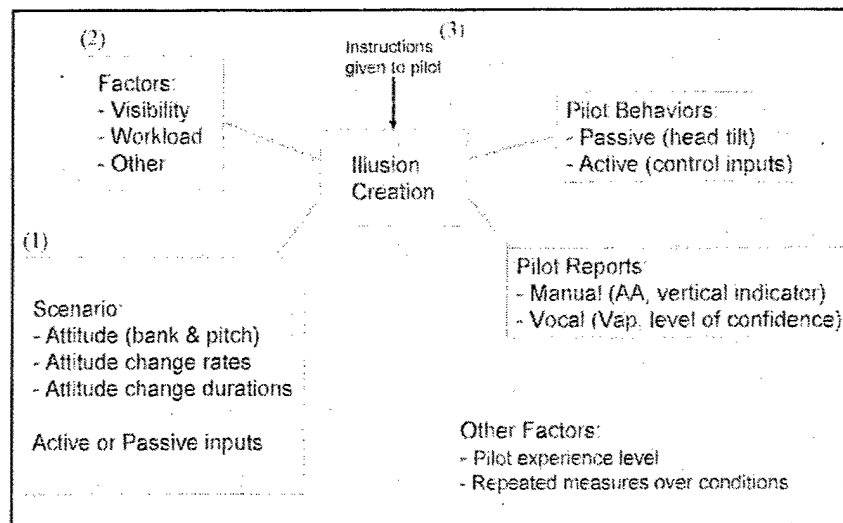 (2)
Factors:
- Visibility
- Workload
- Other
(3)
Instructions
given to pilot
Illusion
Creation
Pilot Behaviors:
- Passive (head tilt)
- Active (control inputs)
(1)
Scenario:
- Attitude (bank & pitch)
- Attitude change rates
- Attitude change durations
Active or Passive inputs
Pilot Reports:
- Manual (AA, vertical indicator)
- Vocal (Vap, level of confidence)
Other Factors:
- Pilot experience level
- Repeated measures over conditions